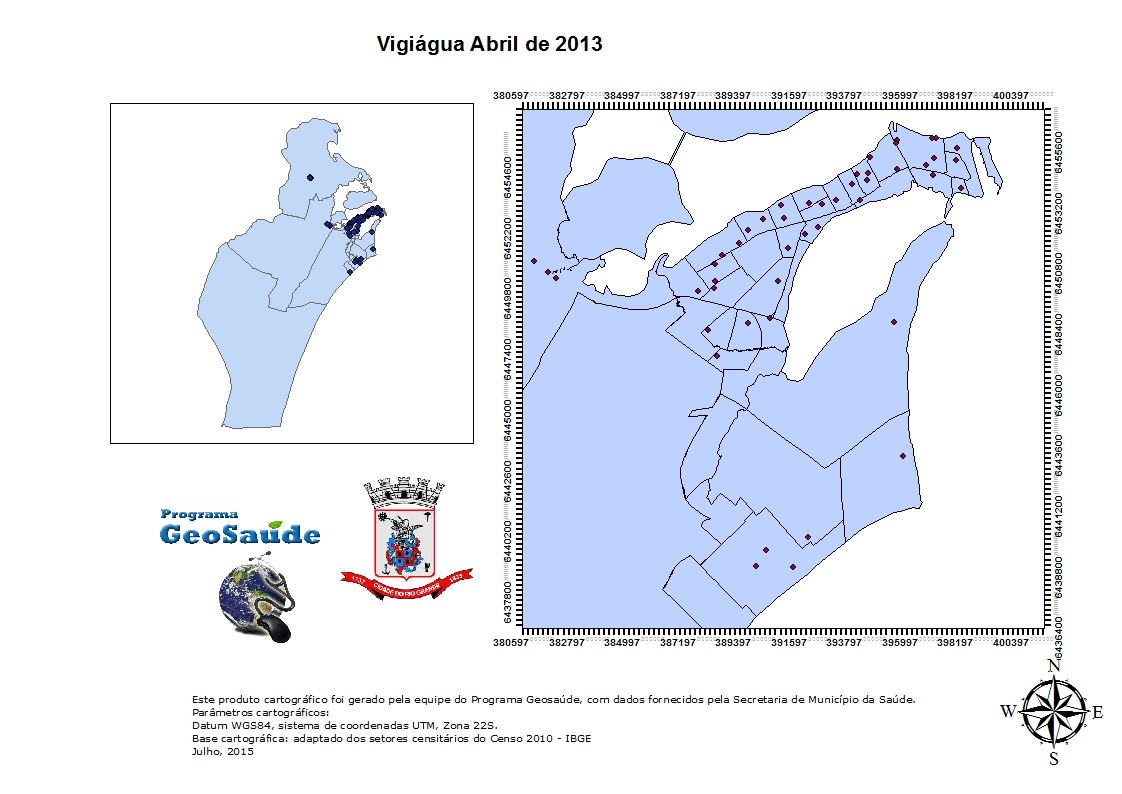 Vigiágua Abril de 2013
380597 382797 384997 387197 389397 391597 393797 395997 398197 400397
6454600
6452200
6449800
6447400
6445000
6442600
6440200
6437800
6455600
6453200
6450800
6448400
6446000
6443600
6441200
6438800
6436400
380597 382797 384997 387197 389397 391597 393797 395997 398197 400397
Programa
GeoSaúde
1737 CIDADE DO RIO GRANDE 1835
N
W E
S
Este produto cartográfico foi gerado pela equipe do Programa Geosaúde, com dados fornecidos pela Secretaria de Município da Saúde.
Parâmetros cartográficos:
Datum WGS84, sistema de coordenadas UTM, Zona 22S.
Base cartográfica: adaptado dos setores censitários do Censo 2010 - IBGE
Julho, 2015